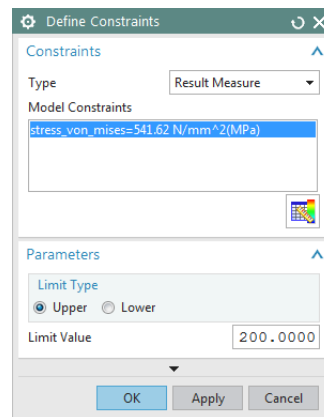 Define Constraints
Constraints
Type Result Measure
Model Constraints
stress_von_mises=541.62 N/mm^2(MPa)
Parameters
Limit Type
Upper Lower
Limit Value 200.0000
OK Apply Cancel